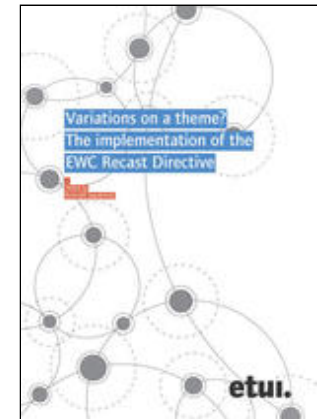 Variations on a theme?
The implementation of the
EWC Recast Directive
etui.